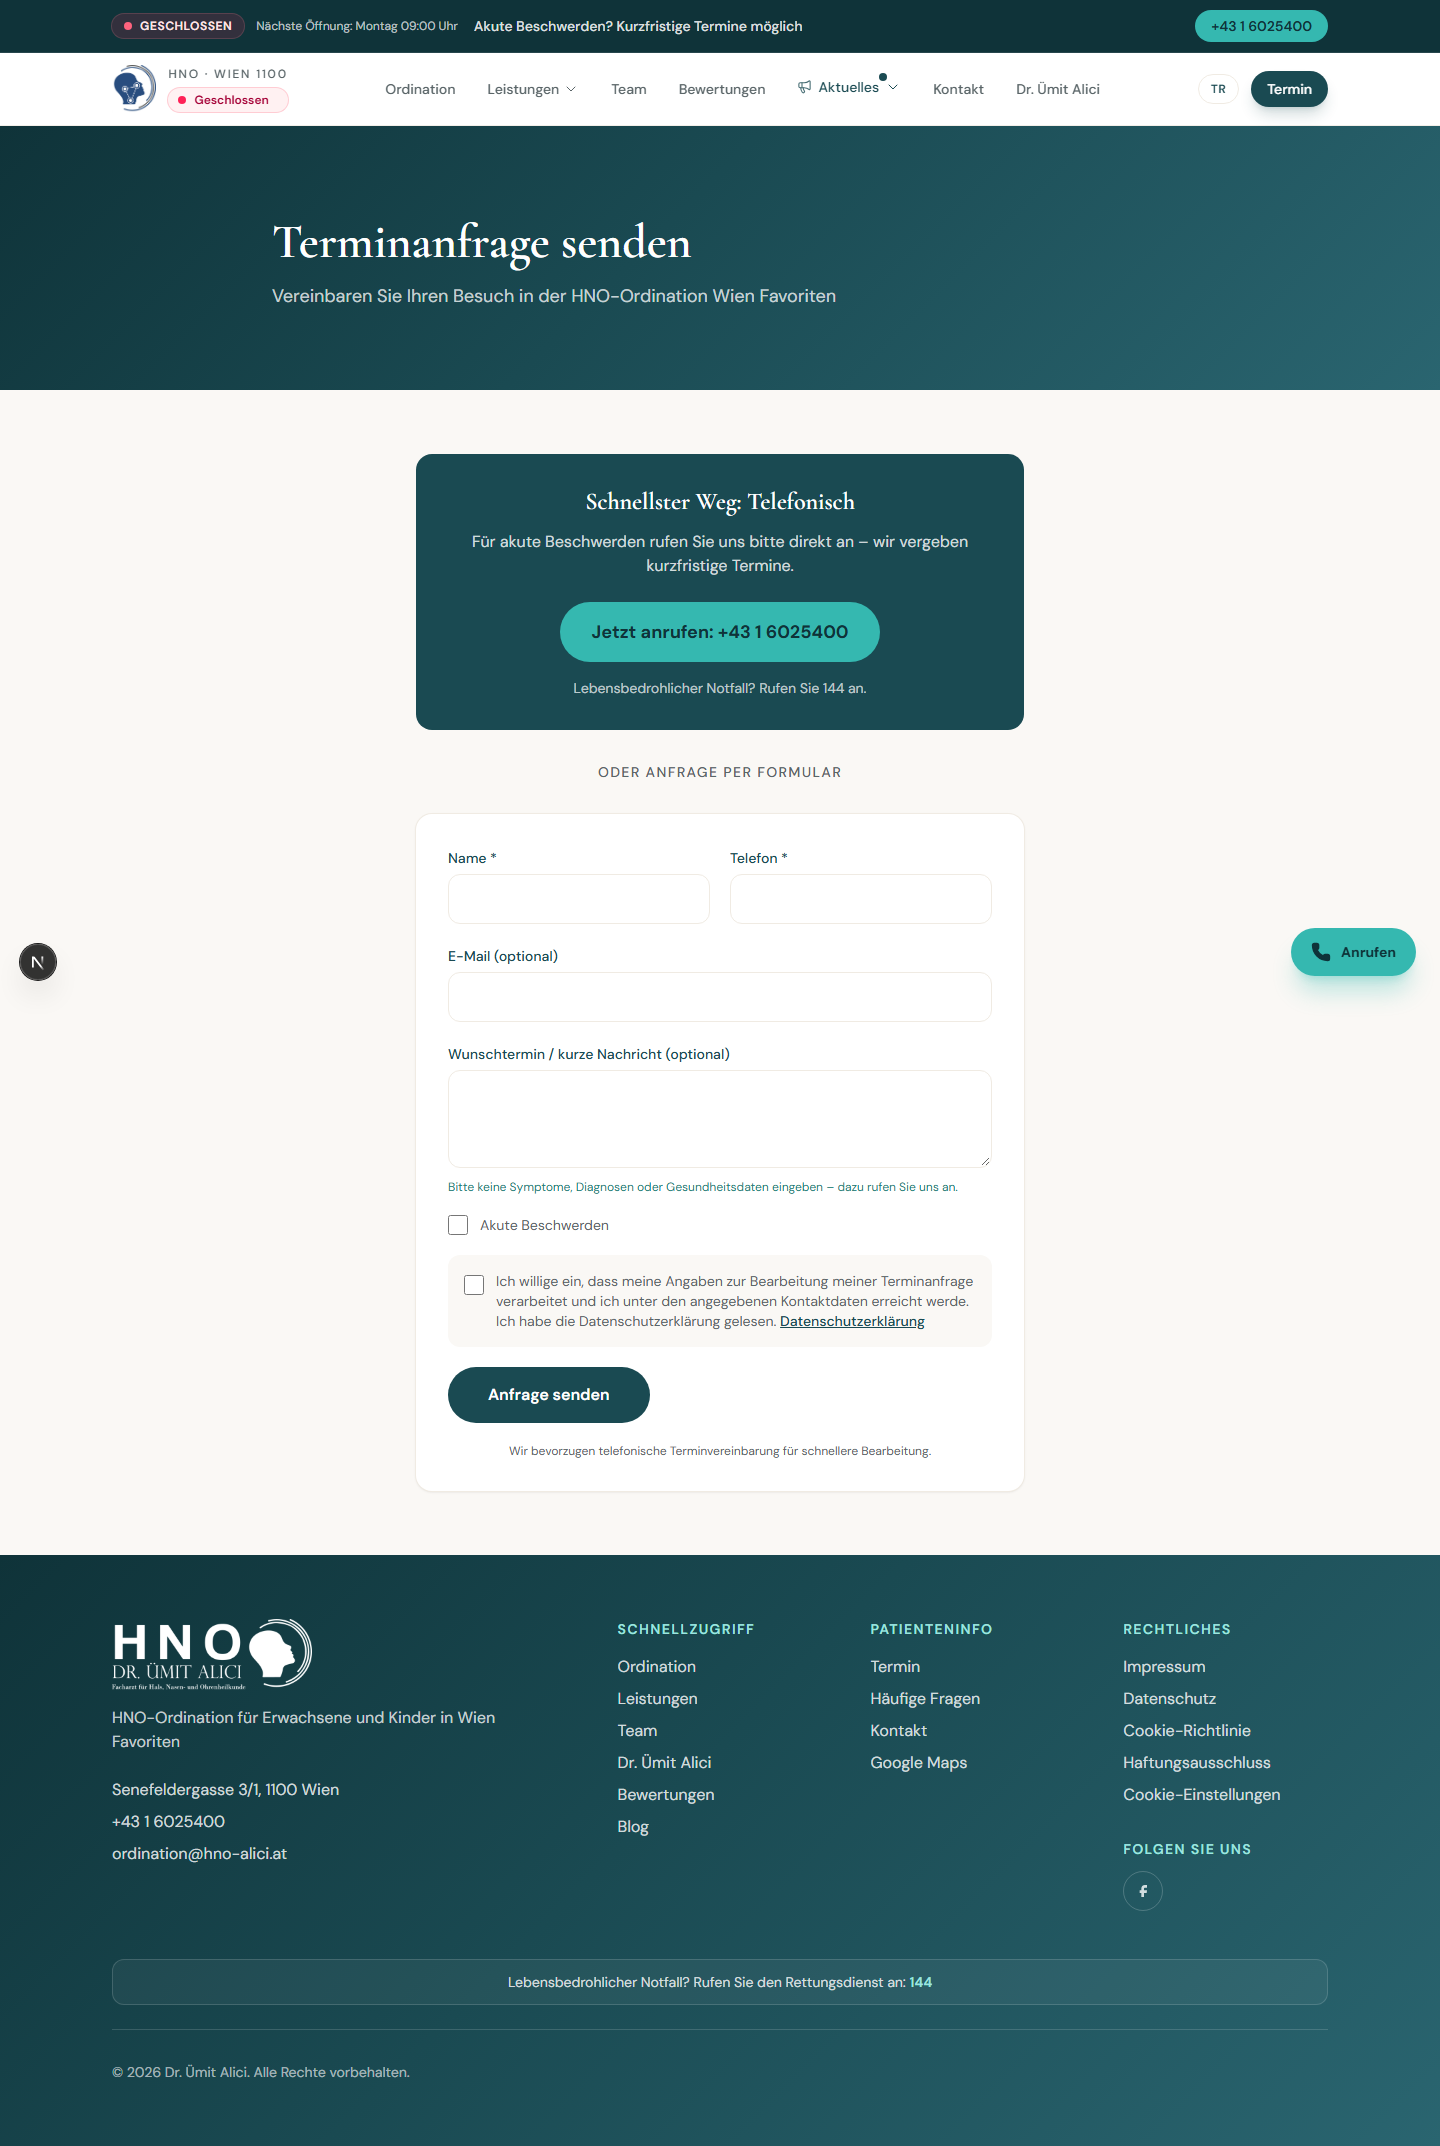 GESCHLOSSEN
Nächste Öffnung: Montag 09:00 Uhr
Akute Beschwerden? Kurzfristige Termine möglich
+43 1 6025400
HNO · WIEN 1100
Geschlossen
Ordination
Leistungen
Team
Bewertungen
Aktuelles
Kontakt
Dr. Ümit Alici
TR
Termin
Terminanfrage senden
Vereinbaren Sie Ihren Besuch in der HNO-Ordination Wien Favoriten
Schnellster Weg: Telefonisch
Für akute Beschwerden rufen Sie uns bitte direkt an – wir vergeben
kurzfristige Termine.
Jetzt anrufen: +43 1 6025400
Lebensbedrohlicher Notfall? Rufen Sie 144 an.
ODER ANFRAGE PER FORMULAR
Name *
Telefon *
E-Mail (optional)
Wunschtermin / kurze Nachricht (optional)
Bitte keine Symptome, Diagnosen oder Gesundheitsdaten eingeben – dazu rufen Sie uns an.
Akute Beschwerden
Ich willige ein, dass meine Angaben zur Bearbeitung meiner Terminanfrage
verarbeitet und ich unter den angegebenen Kontaktdaten erreicht werde.
Ich habe die Datenschutzerklärung gelesen. Datenschutzerklärung
Anfrage senden
Wir bevorzugen telefonische Terminvereinbarung für schnellere Bearbeitung.
N
Anrufen
HNO
DR. ÜMIT ALICI
Facharzt für Hals, Nasen- und Ohrenheilkunde
HNO-Ordination für Erwachsene und Kinder in Wien
Favoriten
Senefeldergasse 3/1, 1100 Wien
+43 1 6025400
ordination@hno-alici.at
SCHNELLZUGRIFF
Ordination
Leistungen
Team
Dr. Ümit Alici
Bewertungen
Blog
PATIENTENINFO
Termin
Häufige Fragen
Kontakt
Google Maps
RECHTLICHES
Impressum
Datenschutz
Cookie-Richtlinie
Haftungsausschluss
Cookie-Einstellungen
FOLGEN SIE UNS
Lebensbedrohlicher Notfall? Rufen Sie den Rettungsdienst an: 144
© 2026 Dr. Ümit Alici. Alle Rechte vorbehalten.